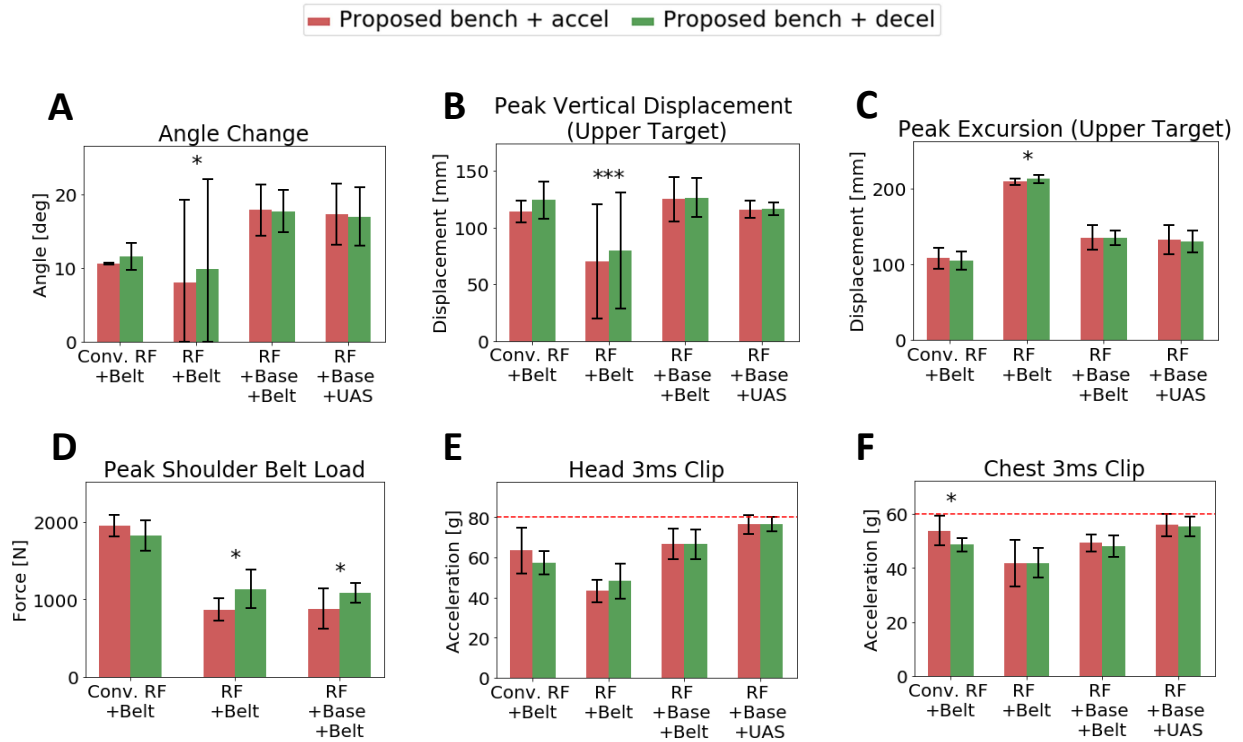 Proposed bench + accel Proposed bench + decel
A
Angle Change
Angle [deg]
20
10
0
*
Conv. RF
+Belt
RF
+Belt
RF
+Base
+Belt
RF
+Base
+UAS
B
Peak Vertical Displacement
(Upper Target)
Displacement [mm]
150
100
50
0
***
Conv. RF
+Belt
RF
+Belt
RF
+Base
+Belt
RF
+Base
+UAS
C
Peak Excursion (Upper Target)
Displacement [mm]
200
100
0
*
Conv. RF
+Belt
RF
+Belt
RF
+Base
+Belt
RF
+Base
+UAS
D
Peak Shoulder Belt Load
Force [N]
2000
1000
0
*
*
Conv. RF
+Belt
RF
+Belt
RF
+Base
+Belt
E
Head 3ms Clip
Acceleration [g]
80
60
40
20
0
Conv. RF
+Belt
RF
+Belt
RF
+Base
+Belt
RF
+Base
+UAS
F
Chest 3ms Clip
Acceleration [g]
60
40
20
0
*
Conv. RF
+Belt
RF
+Belt
RF
+Base
+Belt
RF
+Base
+UAS